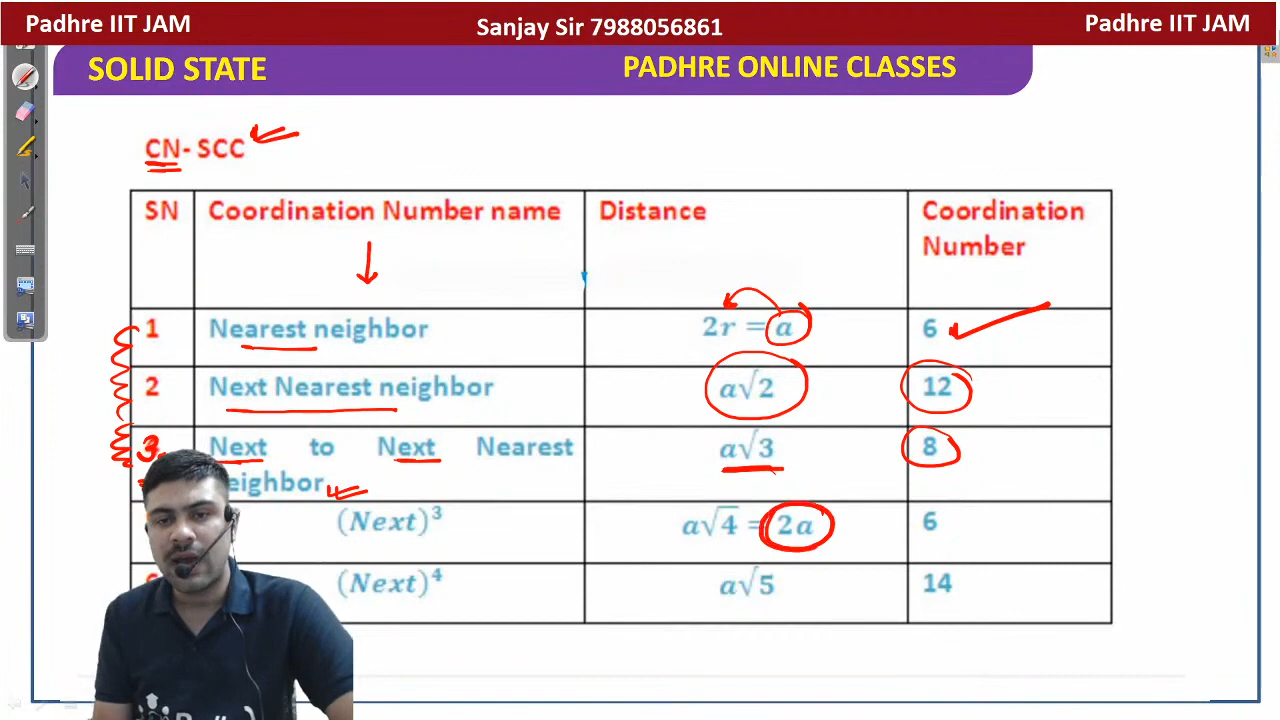 Padhre IIT JAM
Sanjay Sir 7988056861
Padhre IIT JAM
SOLID STATE
PADHRE ONLINE CLASSES
CN- SCC
SN
Coordination Number name
Distance
Coordination
Number
1
Nearest neighbor
2r = a
6
2
Next Nearest neighbor
a√2
12
3.
Next to Next Nearest
a√3
8
eighbor
(Next)³
a√4 = 2a
6
(Next)⁴
a√5
14